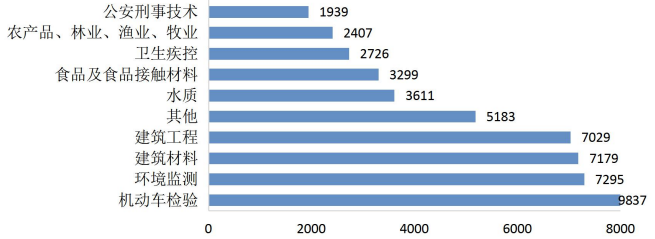 公安刑事技术 1939
农产品、林业、渔业、牧业 2407
卫生疾控 2726
食品及食品接触材料 3299
水质 3611
其他 5183
建筑工程 7029
建筑材料 7179
环境监测 7295
机动车检验 9837
0 2000 4000 6000 8000